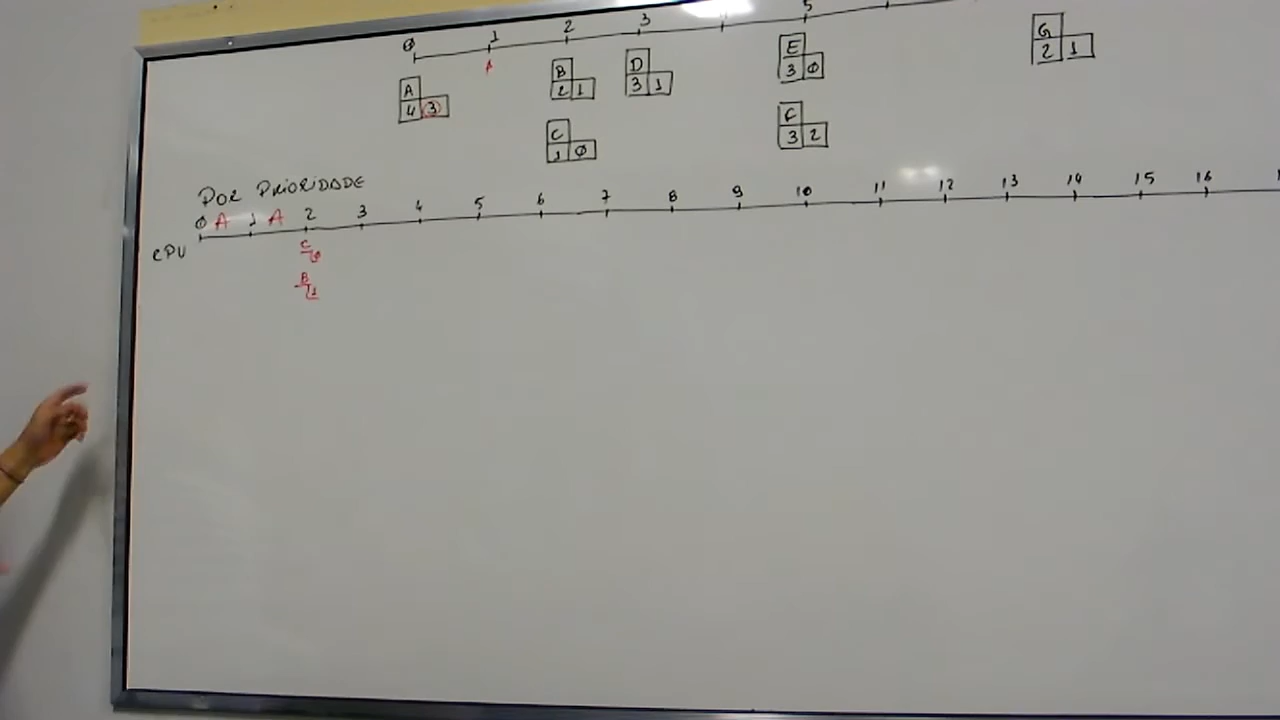 0 1 2 3 5
A
A
4 3
B
2 1
C
1 0
D
3 1
E
3 0
F
3 2
G
2 1
POR PRIORIDADE
0 A 1 A 2 3 4 5 6 7 8 9 10 11 12 13 14 15 16
CPU
C 0
B 1